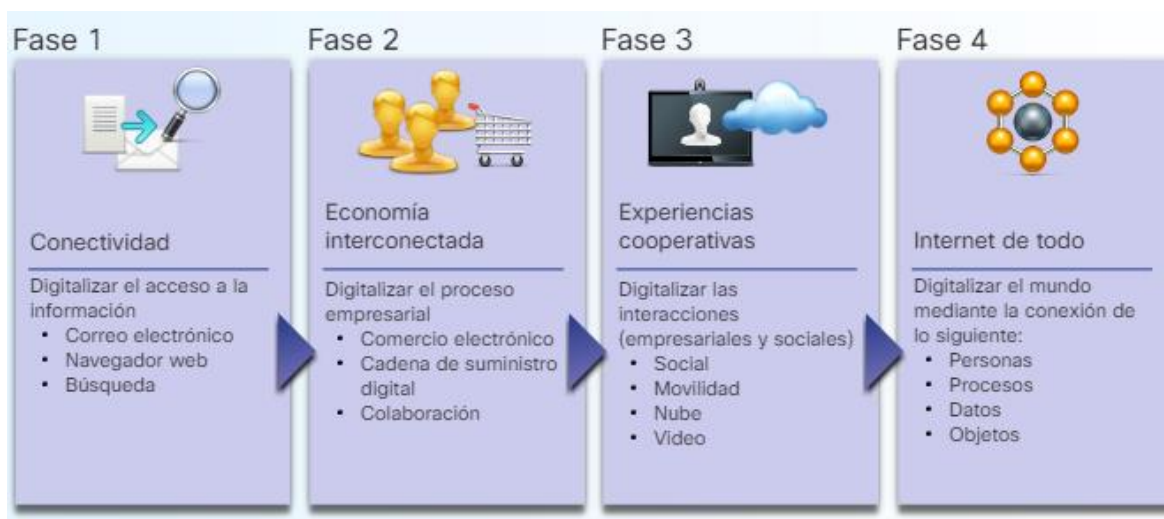 Fase 1
Conectividad
Digitalizar el acceso a la
información
• Correo electrónico
• Navegador web
• Búsqueda
Fase 2
Economía
interconectada
Digitalizar el proceso
empresarial
• Comercio electrónico
• Cadena de suministro
digital
• Colaboración
Fase 3
Experiencias
cooperativas
Digitalizar las
interacciones
(empresariales y sociales)
• Social
• Movilidad
• Nube
• Video
Fase 4
Internet de todo
Digitalizar el mundo
mediante la conexión de
lo siguiente:
• Personas
• Procesos
• Datos
• Objetos